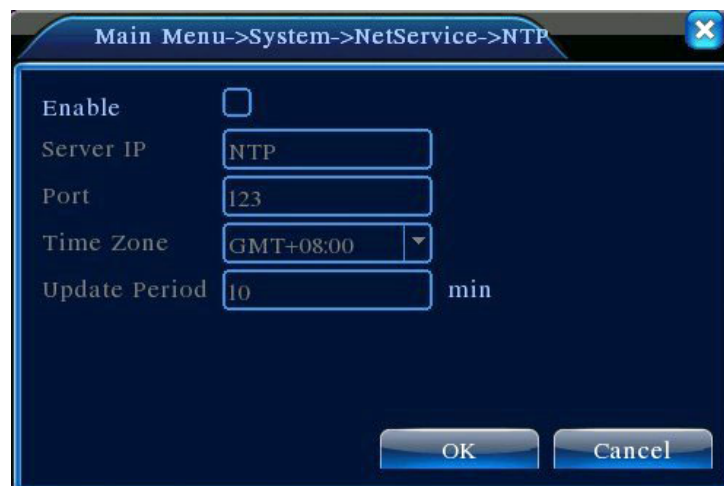 Main Menu->System->NetService->NTP
Enable
Server IP NTP
Port 123
Time Zone GMT+08:00
Update Period 10 min
OK Cancel